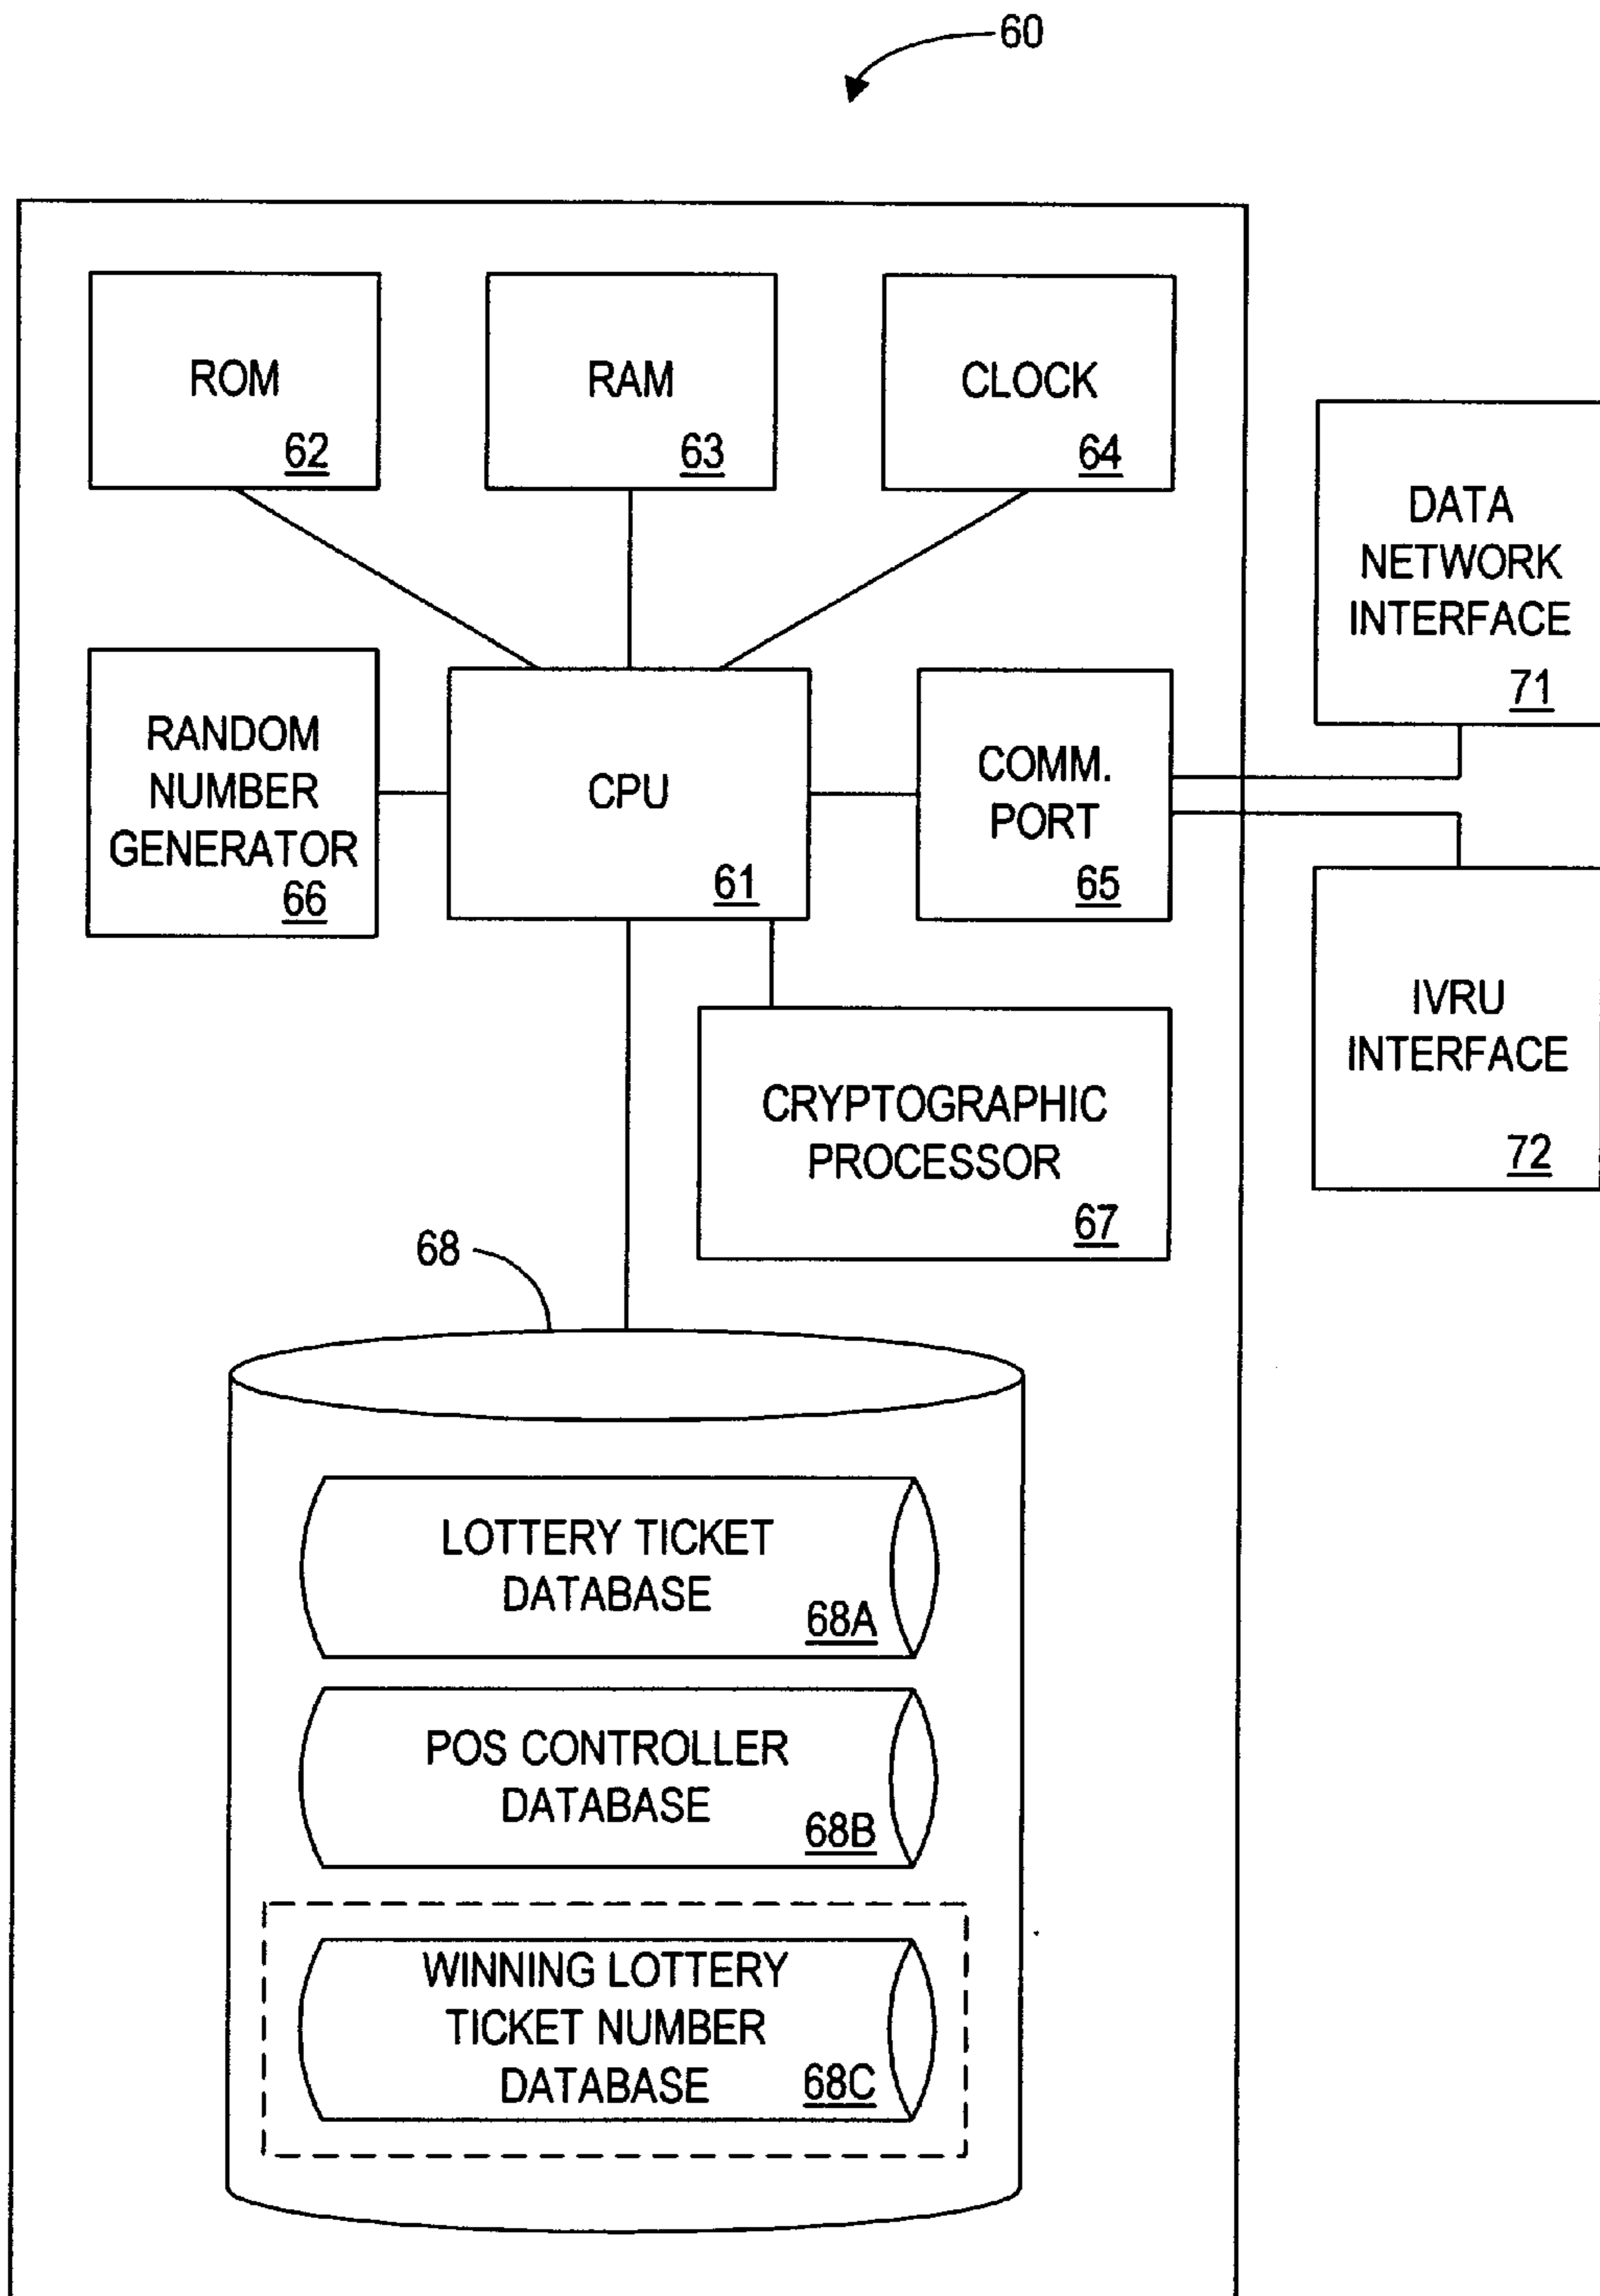 60
ROM
62
RAM
63
CLOCK
64
DATA
NETWORK
INTERFACE
71
RANDOM
NUMBER
GENERATOR
66
CPU
61
COMM.
PORT
65
IVRU
INTERFACE
72
CRYPTOGRAPHIC
PROCESSOR
67
68
LOTTERY TICKET
DATABASE
68A
POS CONTROLLER
DATABASE
68B
WINNING LOTTERY
TICKET NUMBER
DATABASE
68C